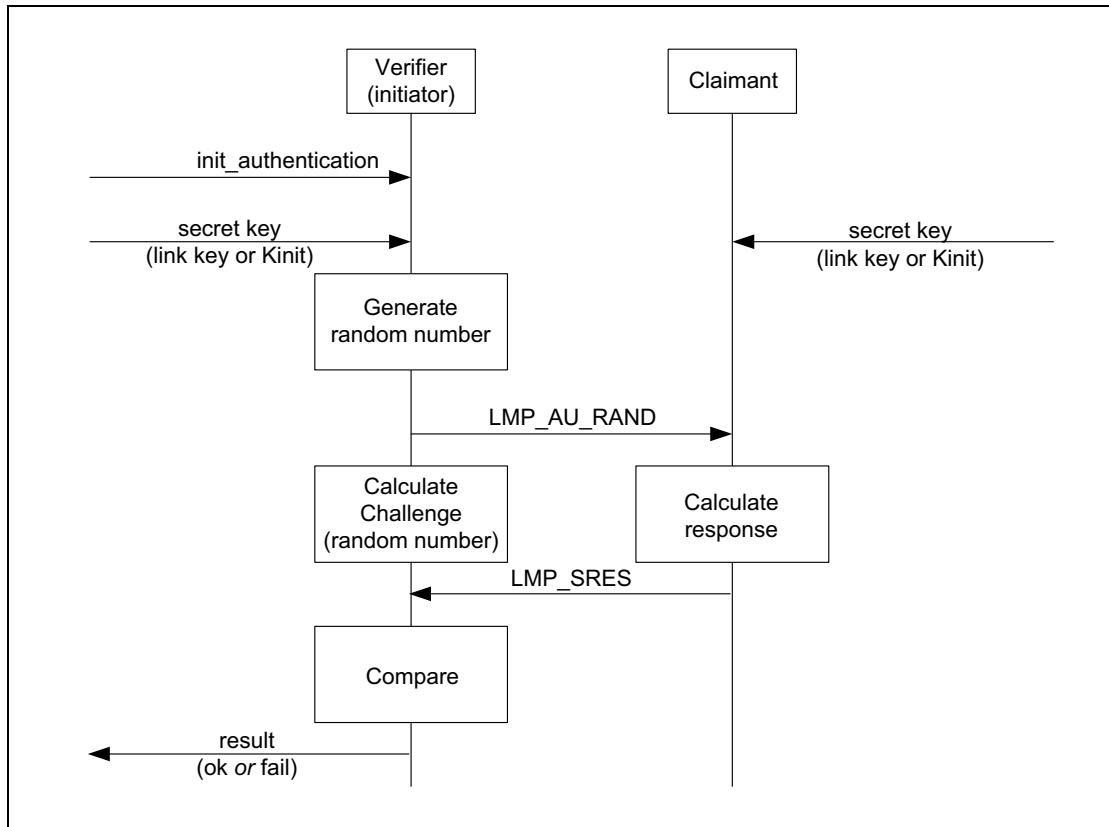 Verifier
(initiator)
Claimant
init_authentication
secret key
(link key or Kinit)
secret key
(link key or Kinit)
Generate
random number
LMP_AU_RAND
Calculate
Challenge
(random number)
Calculate
response
LMP_SRES
Compare
result
(ok or fail)